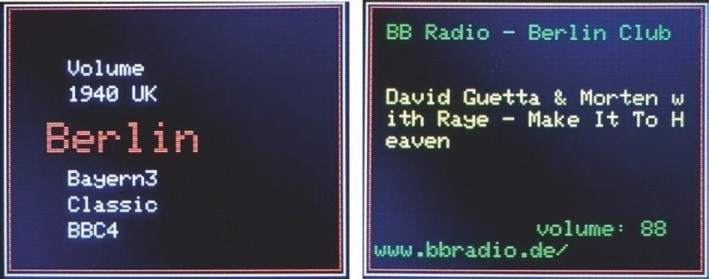 Volume
1940 UK
Berlin
Bayern3
Classic
BBC4
BB Radio - Berlin Club
David Guetta & Morten w
ith Raye - Make It To H
eaven
volume: 88
www.bbradio.de/